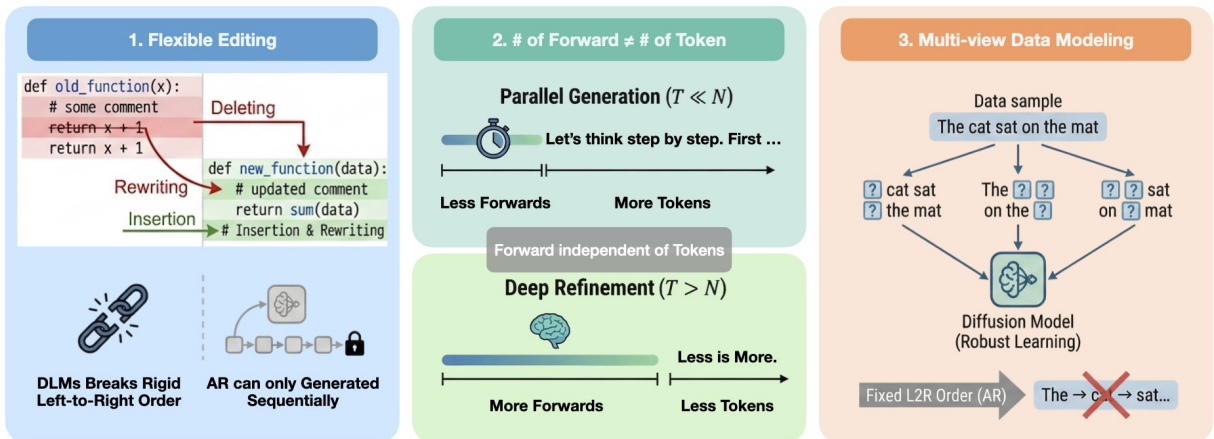 1. Flexible Editing
def old_function(x):
# some comment
return x + 1
return x + 1
Deleting
Rewriting
Insertion
def new_function(data):
# updated comment
return sum(data)
# Insertion & Rewriting
DLMs Breaks Rigid
Left-to-Right Order
AR can only Generated
Sequentially
2. # of Forward ≠ # of Token
Parallel Generation (T ≪ N)
Let's think step by step. First ...
Less Forwards
More Tokens
Forward independent of Tokens
Deep Refinement (T > N)
Less is More.
More Forwards
Less Tokens
3. Multi-view Data Modeling
Data sample
The cat sat on the mat
? cat sat
? the mat
The ? ?
on the ?
? ? sat
on ? mat
Diffusion Model
(Robust Learning)
Fixed L2R Order (AR)
The → cat → sat...